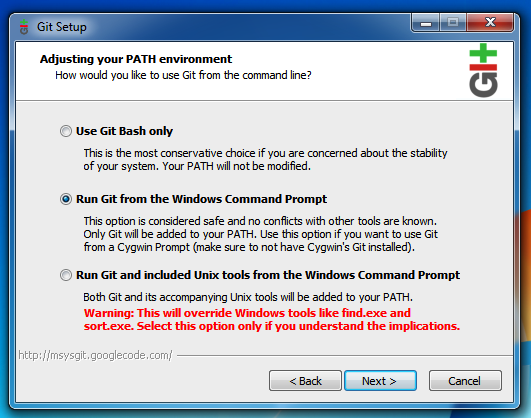 Git Setup
Adjusting your PATH environment
How would you like to use Git from the command line?
Use Git Bash only
This is the most conservative choice if you are concerned about the stability
of your system. Your PATH will not be modified.
Run Git from the Windows Command Prompt
This option is considered safe and no conflicts with other tools are known.
Only Git will be added to your PATH. Use this option if you want to use Git
from a Cygwin Prompt (make sure to not have Cygwin's Git installed).
Run Git and included Unix tools from the Windows Command Prompt
Both Git and its accompanying Unix tools will be added to your PATH.
Warning: This will override Windows tools like find.exe and
sort.exe. Select this option only if you understand the implications.
http://msysgit.googlecode.com/
< Back
Next >
Cancel